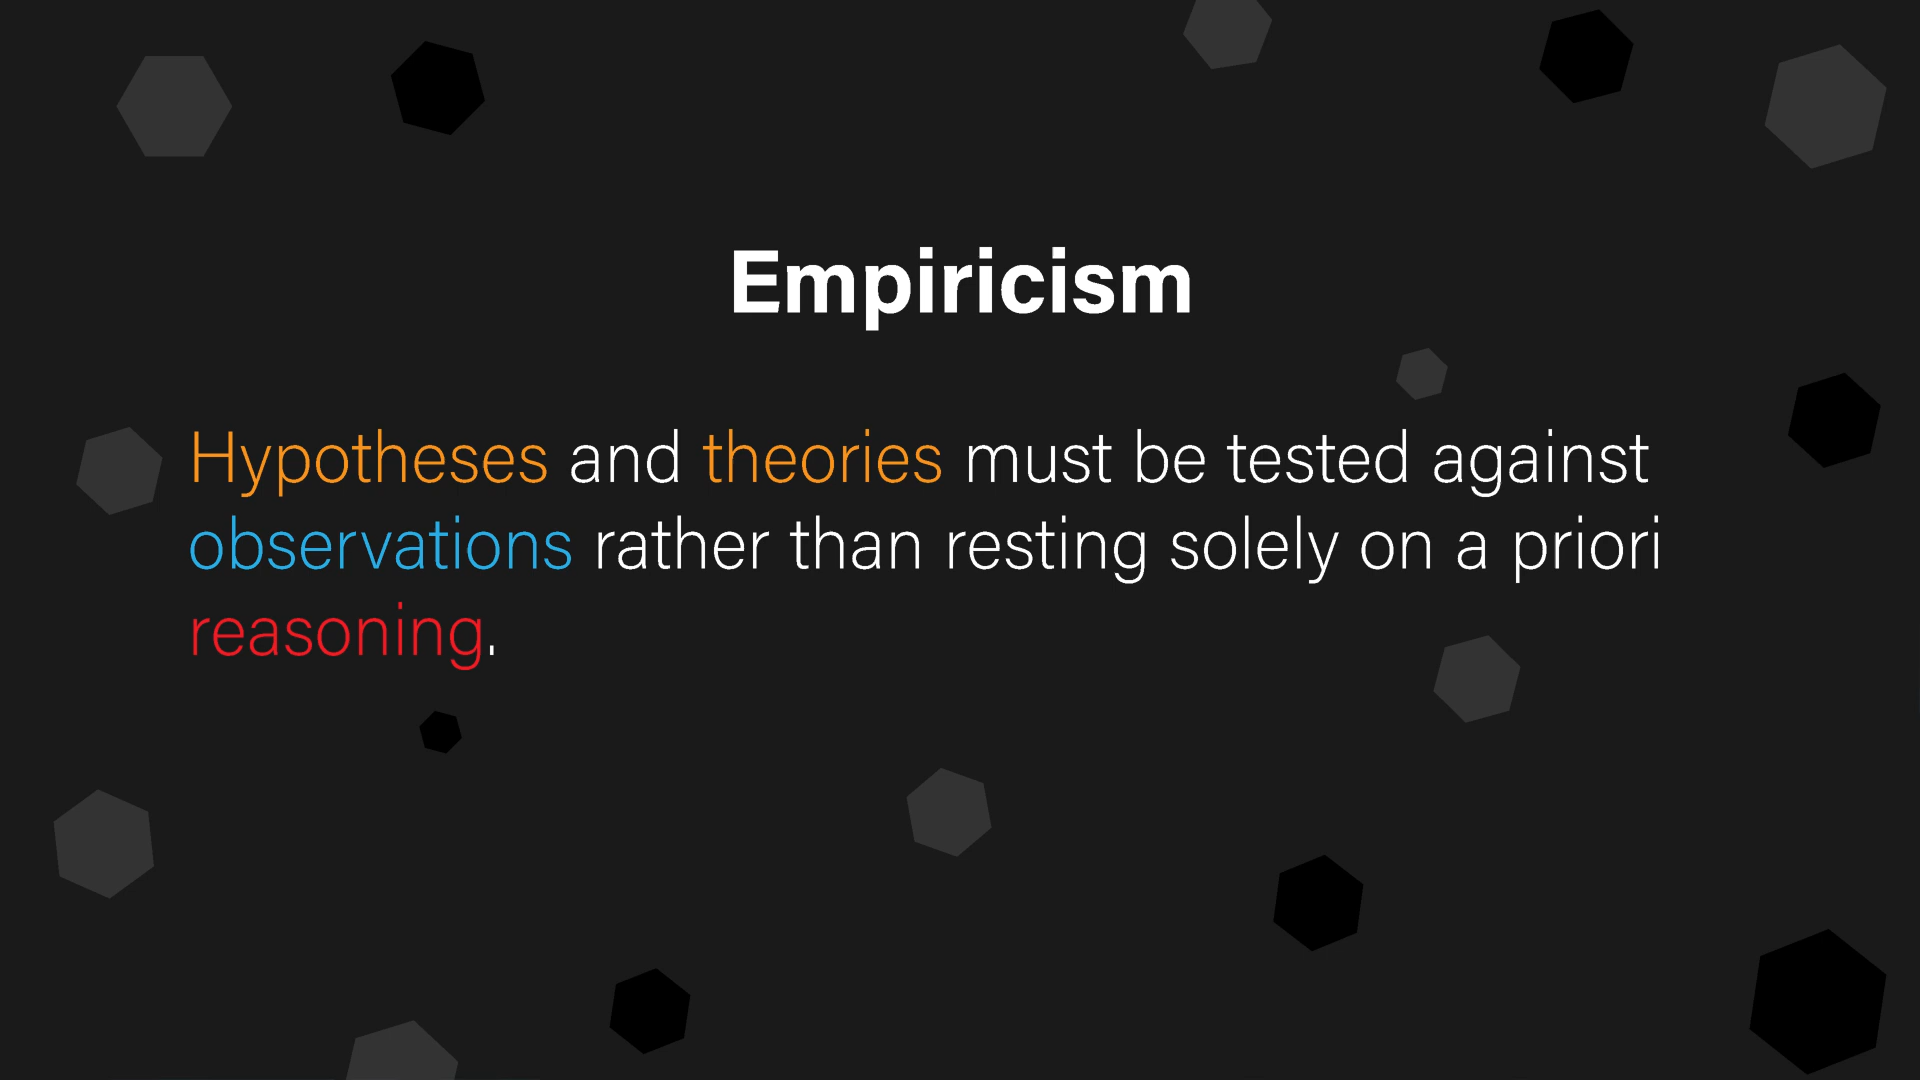 Empiricism
Hypotheses and theories must be tested against
observations rather than resting solely on a priori
reasoning.